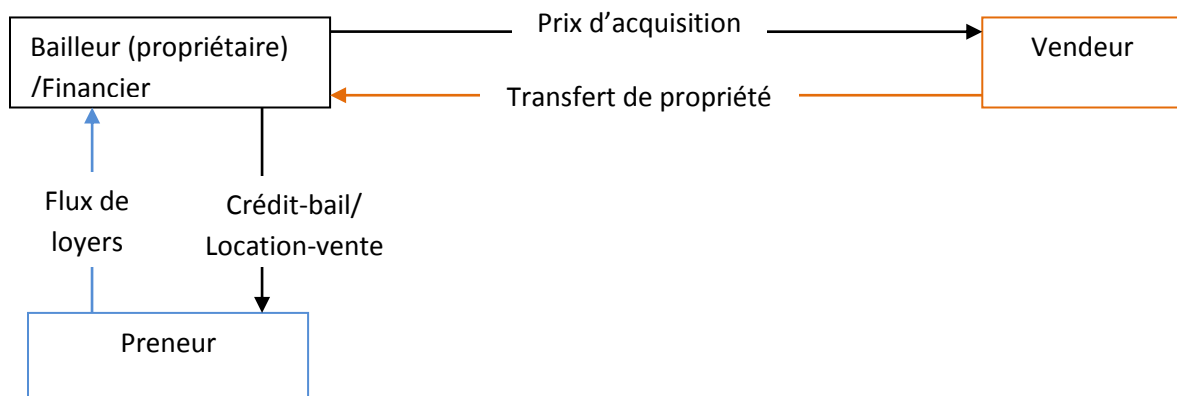 Prix d’acquisition
Bailleur (propriétaire)
/Financier
Vendeur
Transfert de propriété
Flux de
loyers
Crédit-bail/
Location-vente
Preneur